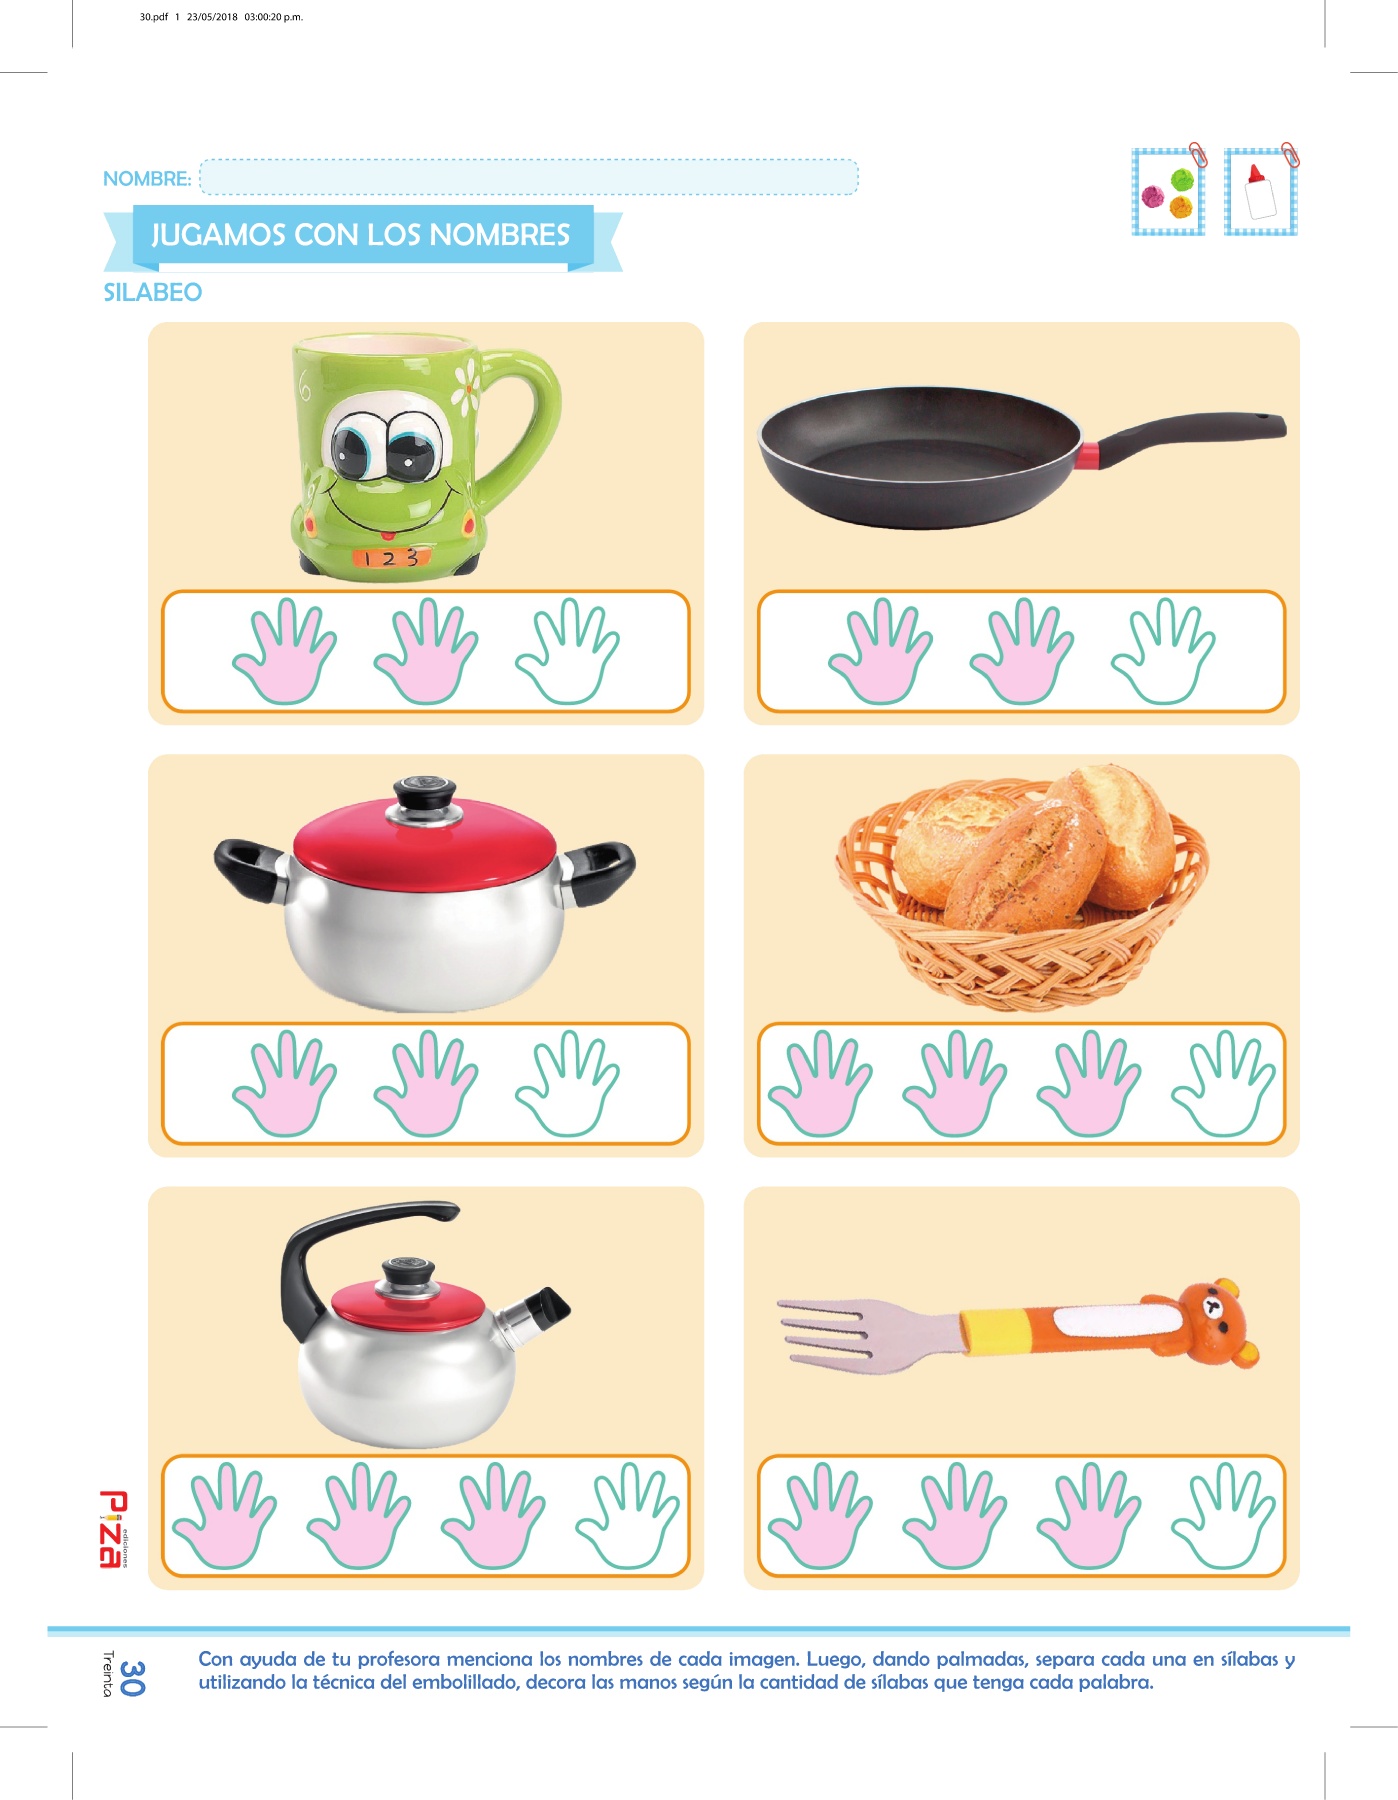 30.pdf 1 23/05/2018 03:00:20 p.m.
NOMBRE:
JUGAMOS CON LOS NOMBRES
SILABEO
6
1 2 3
Piza
ediciones
30
Treinta
Con ayuda de tu profesora menciona los nombres de cada imagen. Luego, dando palmadas, separa cada una en sílabas y
utilizando la técnica del embolillado, decora las manos según la cantidad de sílabas que tenga cada palabra.